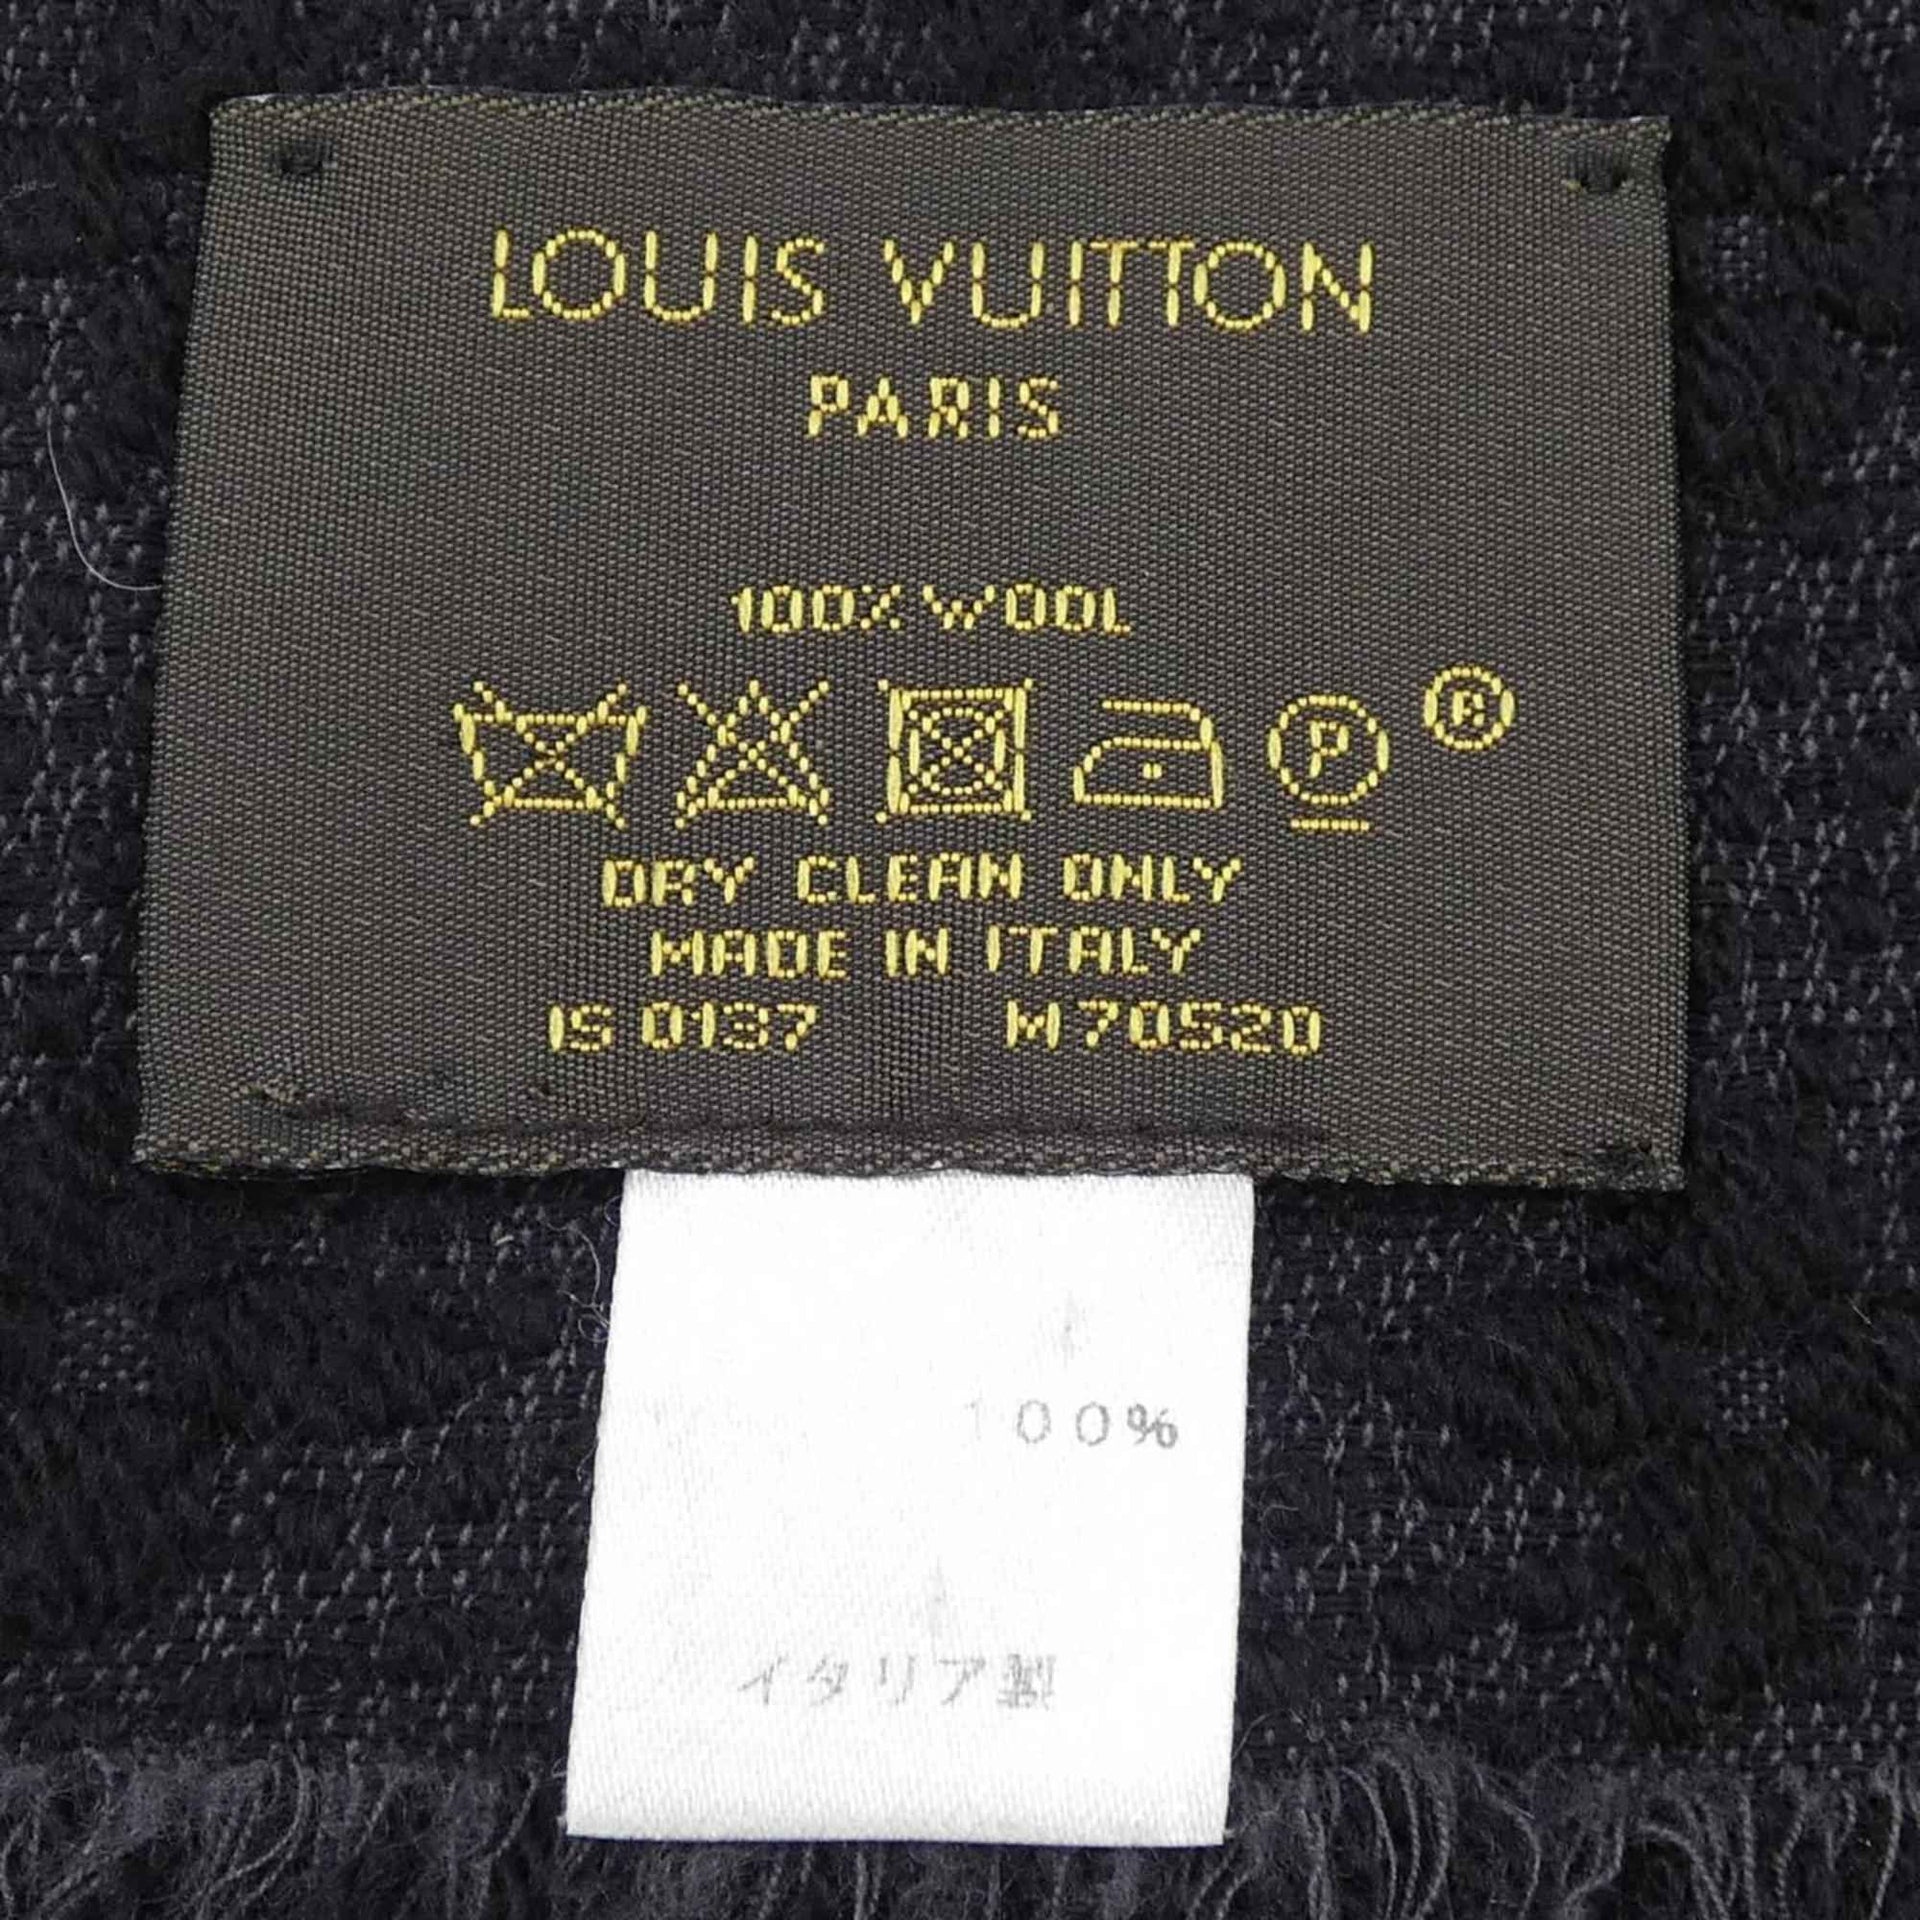 LOUIS VUITTON
PARIS
100% WOOL
P ®
DRY CLEAN ONLY
MADE IN ITALY
IS 0137 M 70520
100%
イタリア製